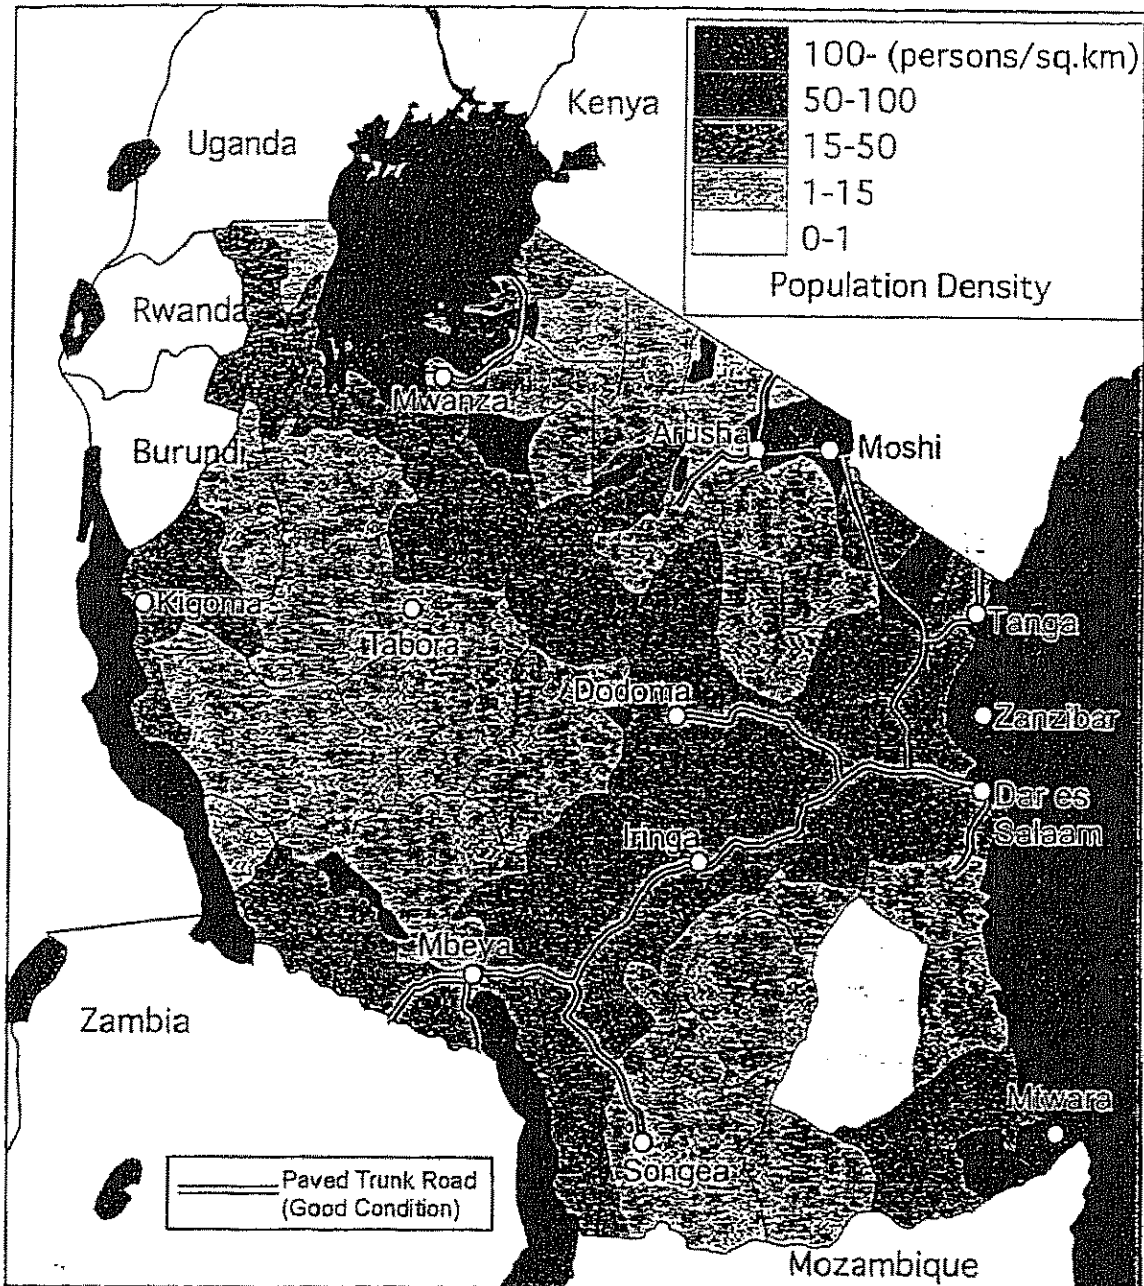 100- (persons/sq.km)
50-100
15-50
1-15
0-1
Population Density
Kenya
Uganda
Rwanda
Mwanza
Burundi
Arusha
Moshi
Kigoma
Tabora
Tanga
Dodoma
Zanzibar
Dar es
Salaam
Iringa
Mbeya
Zambia
Mtwara
Songea
Paved Trunk Road
(Good Condition)
Mozambique